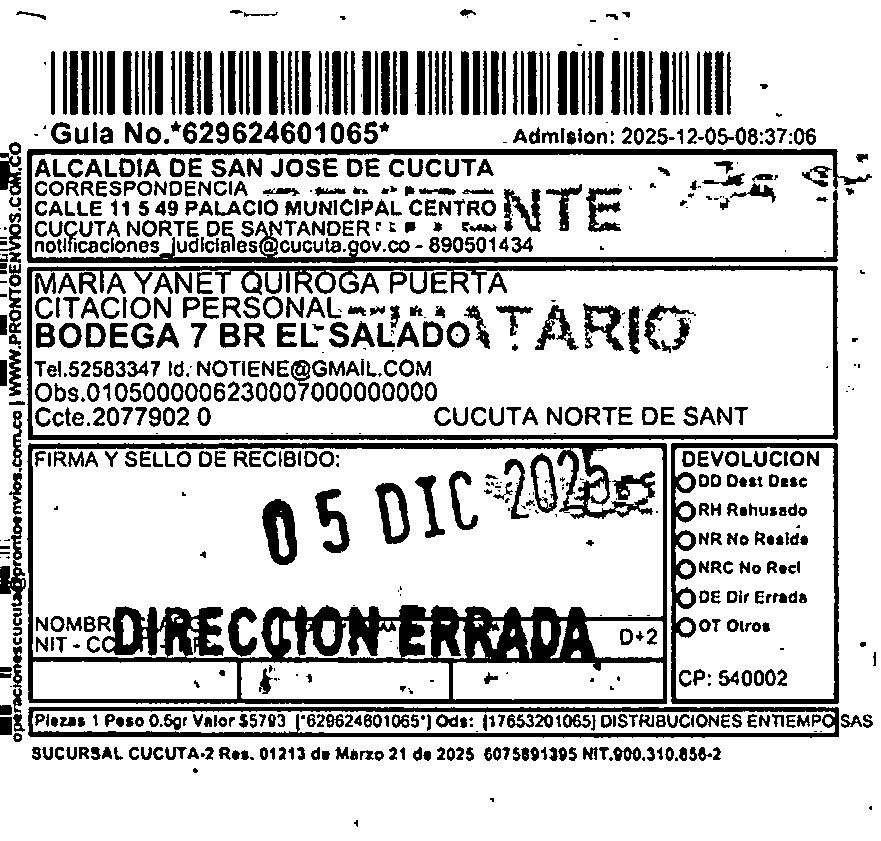 Guia No.*629624601065*
Admision: 2025-12-05-08:37:06
ALCALDIA DE SAN JOSE DE CUCUTA
CORRESPONDENCIA
CALLE 11 5 49 PALACIO MUNICIPAL CENTRO
CUCUTA NORTE DE SANTANDER
notificaciones_judiciales@cucuta.gov.co - 890501434
MARIA YANET QUIROGA PUERTA
CITACION PERSONAL
BODEGA 7 BR EL SALADO
Tel.52583347 Id. NOTIENE@GMAIL.COM
Obs.0105000006230007000000000
Ccte.2077902 0
CUCUTA NORTE DE SANT
FIRMA Y SELLO DE RECIBIDO:
05 DIC 2025
DIRECCION ERRADA
D+2
DEVOLUCION
DD Dest Desc
RH Rehusado
NR No Reside
NRC No Recl
DE Dir Errada
OT Otros
CP: 540002
Piezas 1 Peso 0.5gr Valor $5793 [*629624601065*] Ods: [17653201065] DISTRIBUCIONES ENTIEMPO SAS
SUCURSAL CUCUTA-2 Res. 01213 de Marzo 21 de 2025 6075891395 NIT.900.310.856-2
operacionescucuta@prontoenvios.com.co | WWW.PRONTOENVIOS.COM.CO